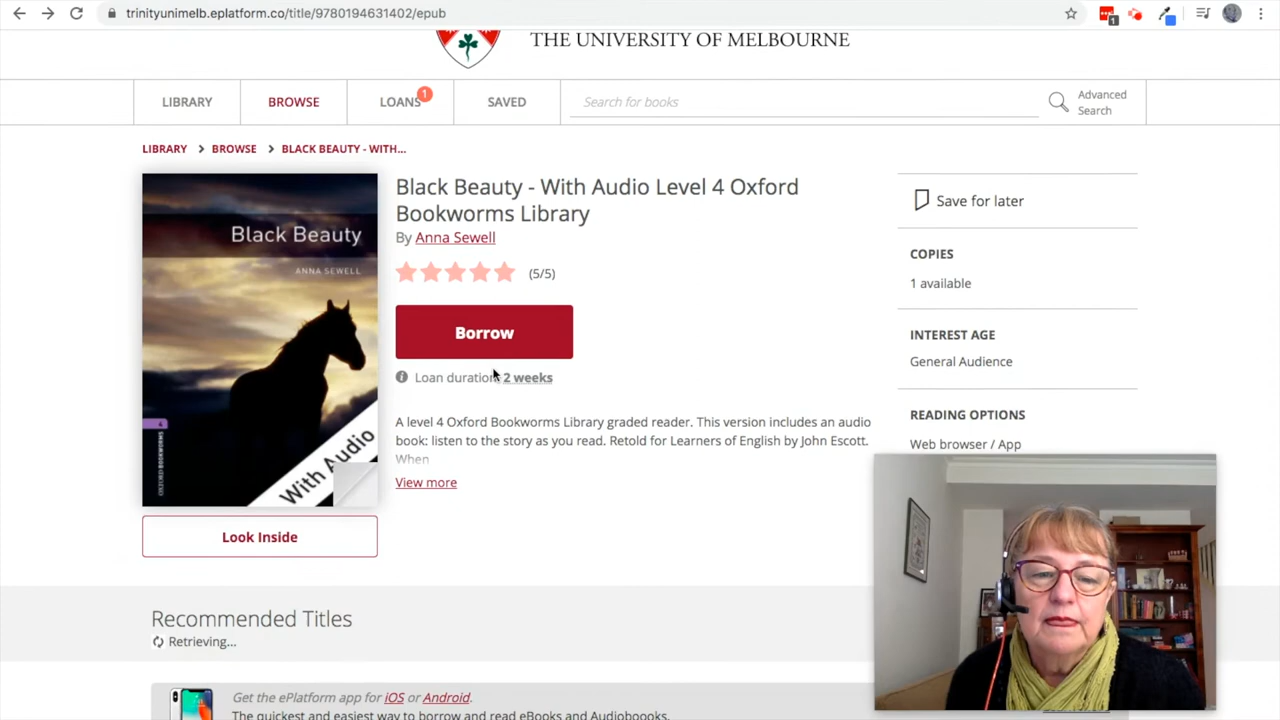 trinityunimelb.eplatform.co/title/9780194631402/epub
1
THE UNIVERSITY OF MELBOURNE
LIBRARY
BROWSE
LOANS
1
SAVED
Search for books
Advanced
Search
LIBRARY > BROWSE > BLACK BEAUTY - WITH...
Black Beauty
ANNA SEWELL
4
OXFORD BOOKWORMS
With Audio
Look Inside
Black Beauty - With Audio Level 4 Oxford
Bookworms Library
By Anna Sewell
(5/5)
Borrow
Loan duration 2 weeks
A level 4 Oxford Bookworms Library graded reader. This version includes an audio
book: listen to the story as you read. Retold for Learners of English by John Escott.
When
View more
Save for later
COPIES
1 available
INTEREST AGE
General Audience
READING OPTIONS
Web browser / App
Recommended Titles
Retrieving...
Get the ePlatform app for iOS or Android.
The quickest and easiest way to borrow and read eBooks and Audiobooks.